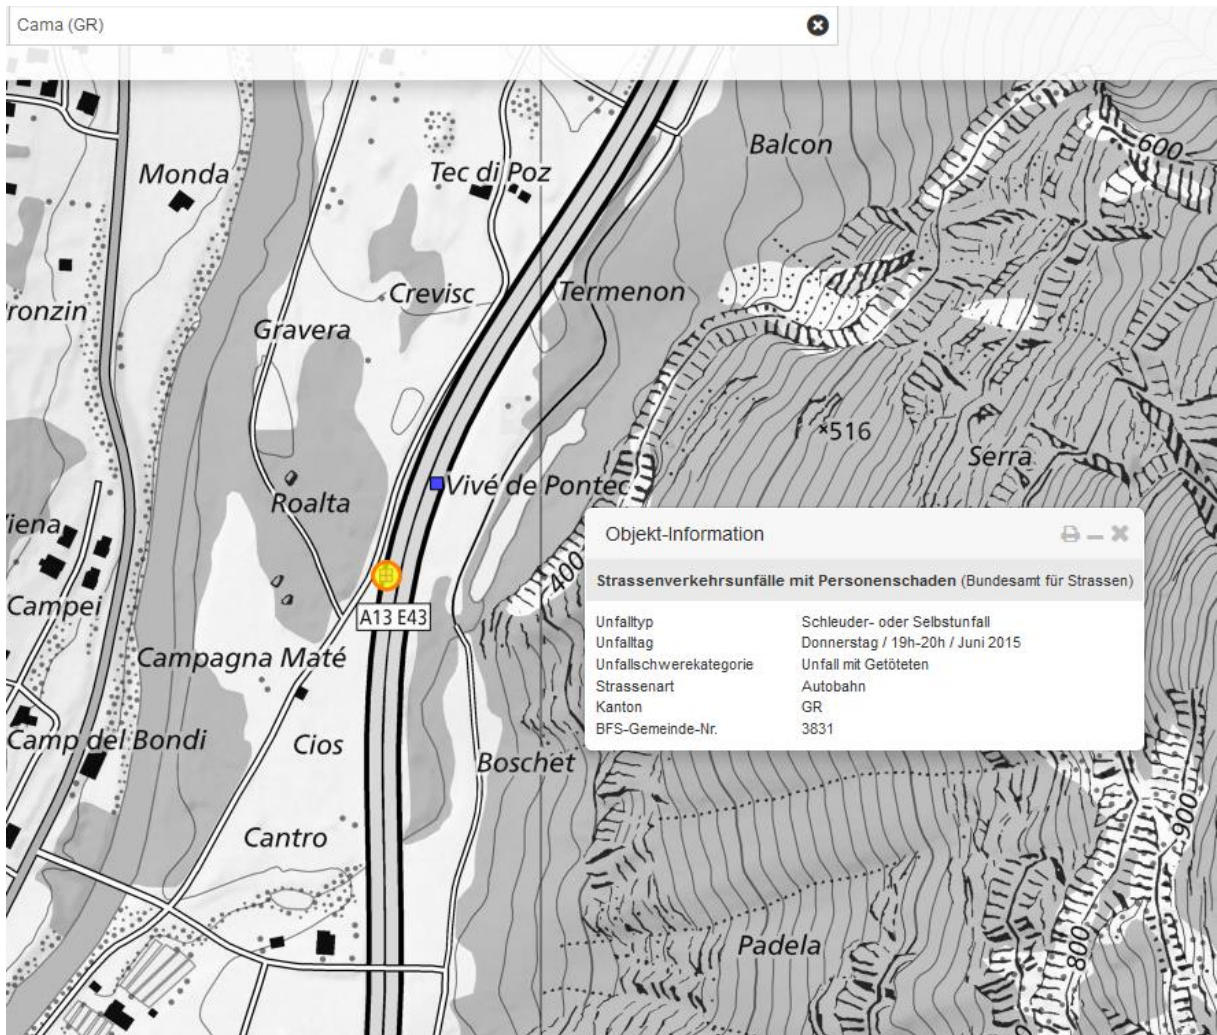 Cama (GR)
Balcon
600
Monda
Tec di Poz
Crevisc
Termenon
ronzin
Gravera
×516
Serra
Roalta
Vivé de Pontec
iena
Objekt-Information
Strassenverkehrsunfälle mit Personenschaden (Bundesamt für Strassen)
Unfalltyp Schleuder- oder Selbstunfall
Unfalltag Donnerstag / 19h-20h / Juni 2015
Unfallschwerekategorie Unfall mit Getöteten
Strassenart Autobahn
Kanton GR
BFS-Gemeinde-Nr. 3831
400
Campei
A13 E43
Campagna Maté
Camp del Bondi
Cios
Boschet
Cantro
900
Padela
800